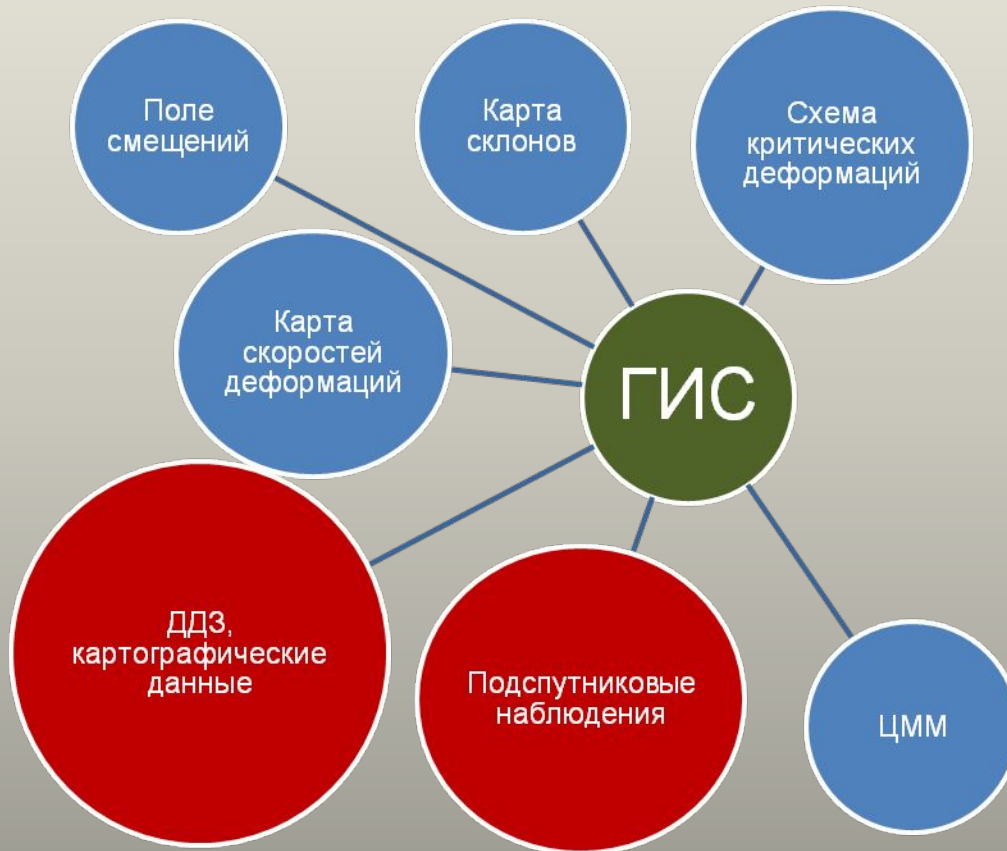 Поле
смещений
Карта
склонов
Схема
критических
деформаций
Карта
скоростей
деформаций
ГИС
ДДЗ,
картографические
данные
Подспутниковые
наблюдения
ЦММ